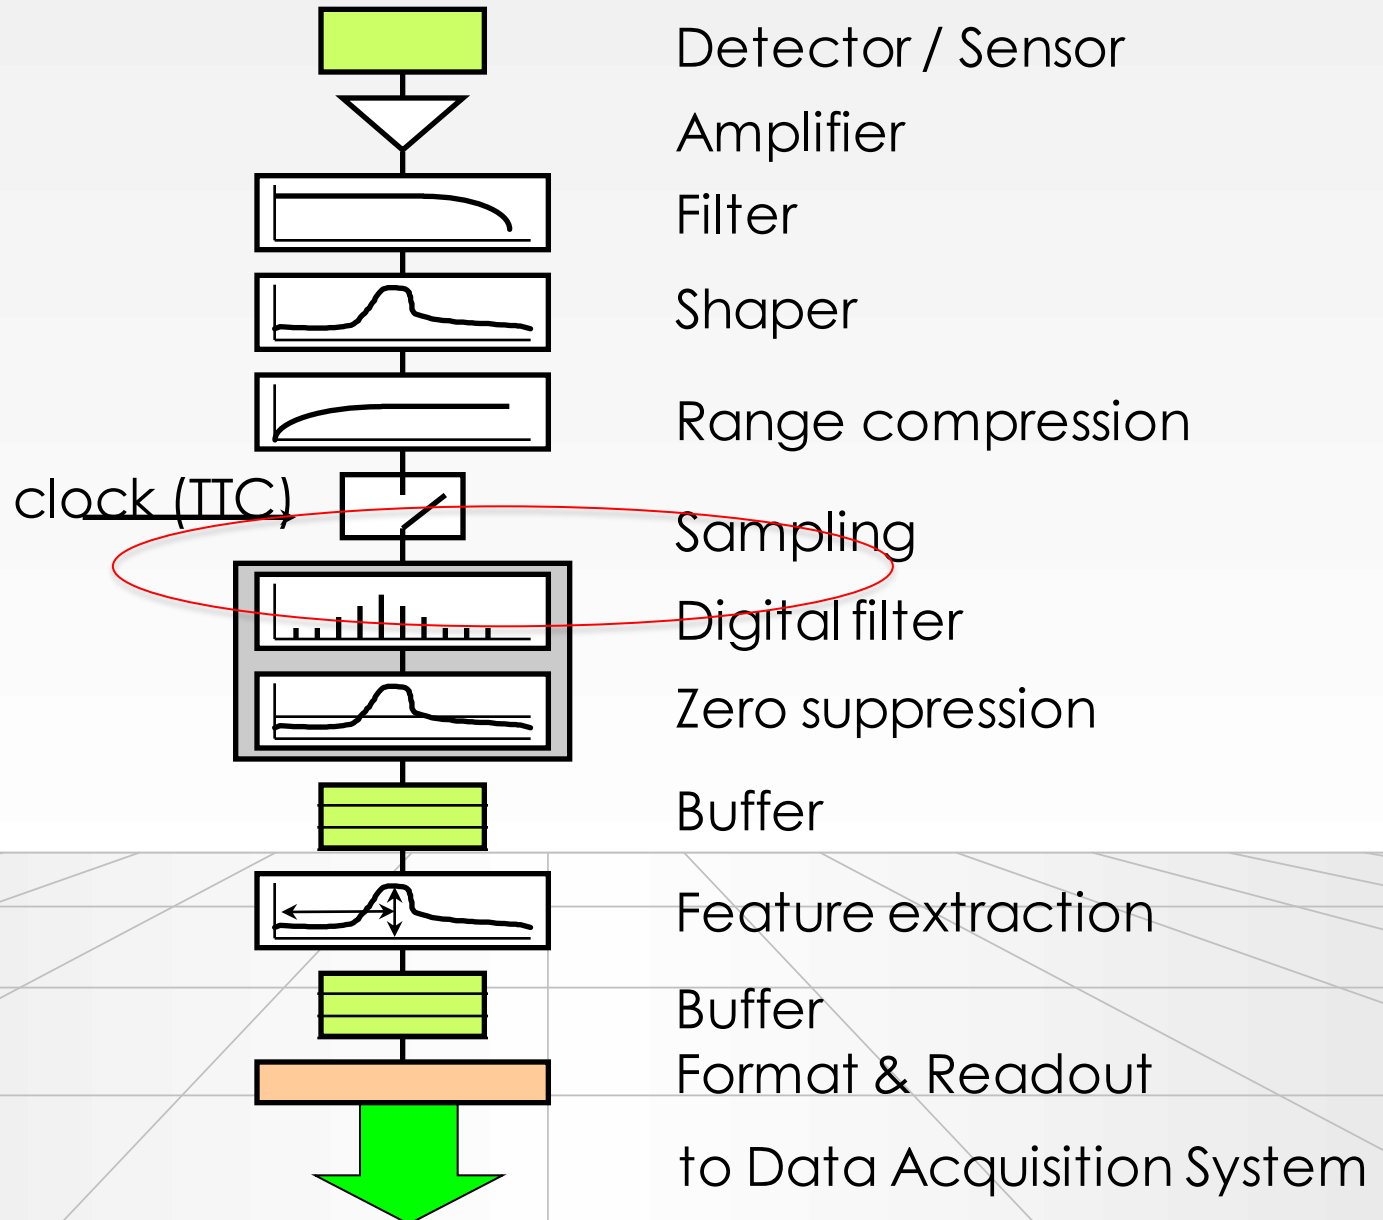 Detector / Sensor
Amplifier
Filter
Shaper
Range compression
clock (TTC)
Sampling
Digital filter
Zero suppression
Buffer
Feature extraction
Buffer
Format & Readout
to Data Acquisition System